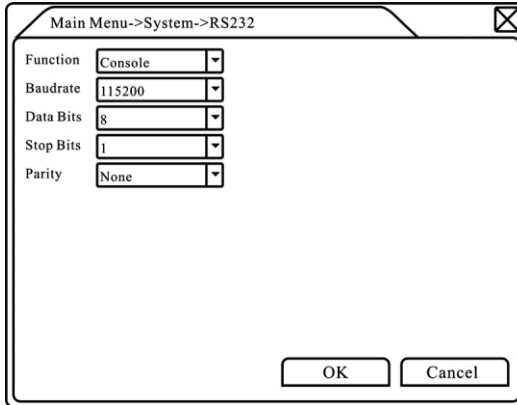 Main Menu->System->RS232
Function Console
Baudrate 115200
Data Bits 8
Stop Bits 1
Parity None
OK Cancel